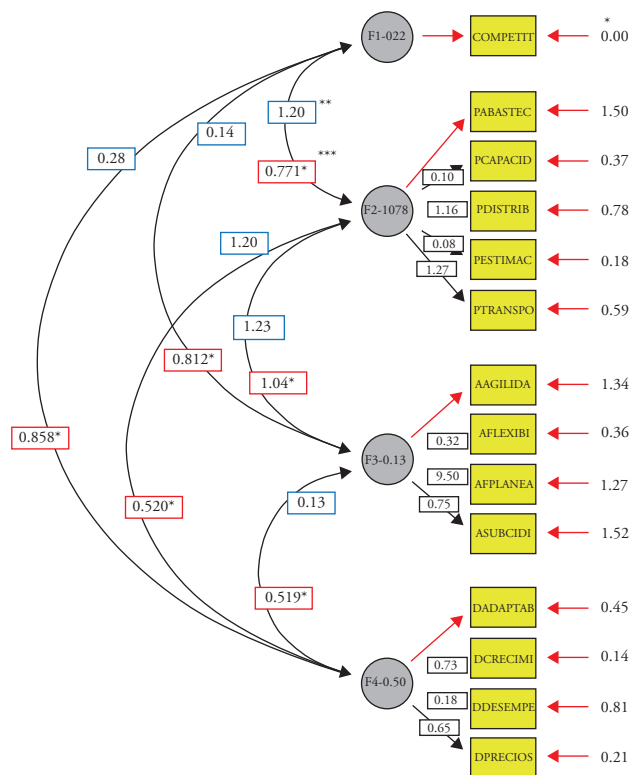 *
F1-022 COMPETIT 0.00
1.20 **
0.14
0.28
***
0.771*
PABASTEC 1.50
0.10 PCAPACID 0.37
F2-1078 1.16 PDISTRIB 0.78
0.08 PESTIMAC 0.18
1.27 PTRANSPO 0.59
1.20
1.23
0.812*
1.04*
0.858*
AAGILIDA 1.34
0.32 AFLEXIBI 0.36
F3-0.13 9.50 AFPLANEA 1.27
0.75 ASUBCIDI 1.52
0.13
0.520*
0.519*
DADAPTAB 0.45
0.73 DCRECIMI 0.14
F4-0.50 0.18 DDESEMPE 0.81
0.65 DPRECIOS 0.21